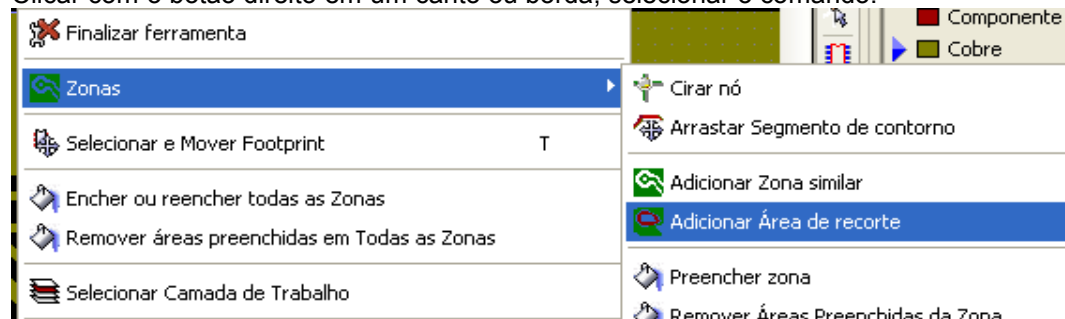 Clicar com o botão direito em um canto ou borda, selecionar o comando:
Finalizar ferramenta
Zonas
Selecionar e Mover Footprint T
Encher ou reencher todas as Zonas
Remover áreas preenchidas em Todas as Zonas
Selecionar Camada de Trabalho
Componente
Cobre
Cirar nó
Arrastar Segmento de contorno
Adicionar Zona similar
Adicionar Área de recorte
Preencher zona
Remover Áreas Preenchidas da Zona